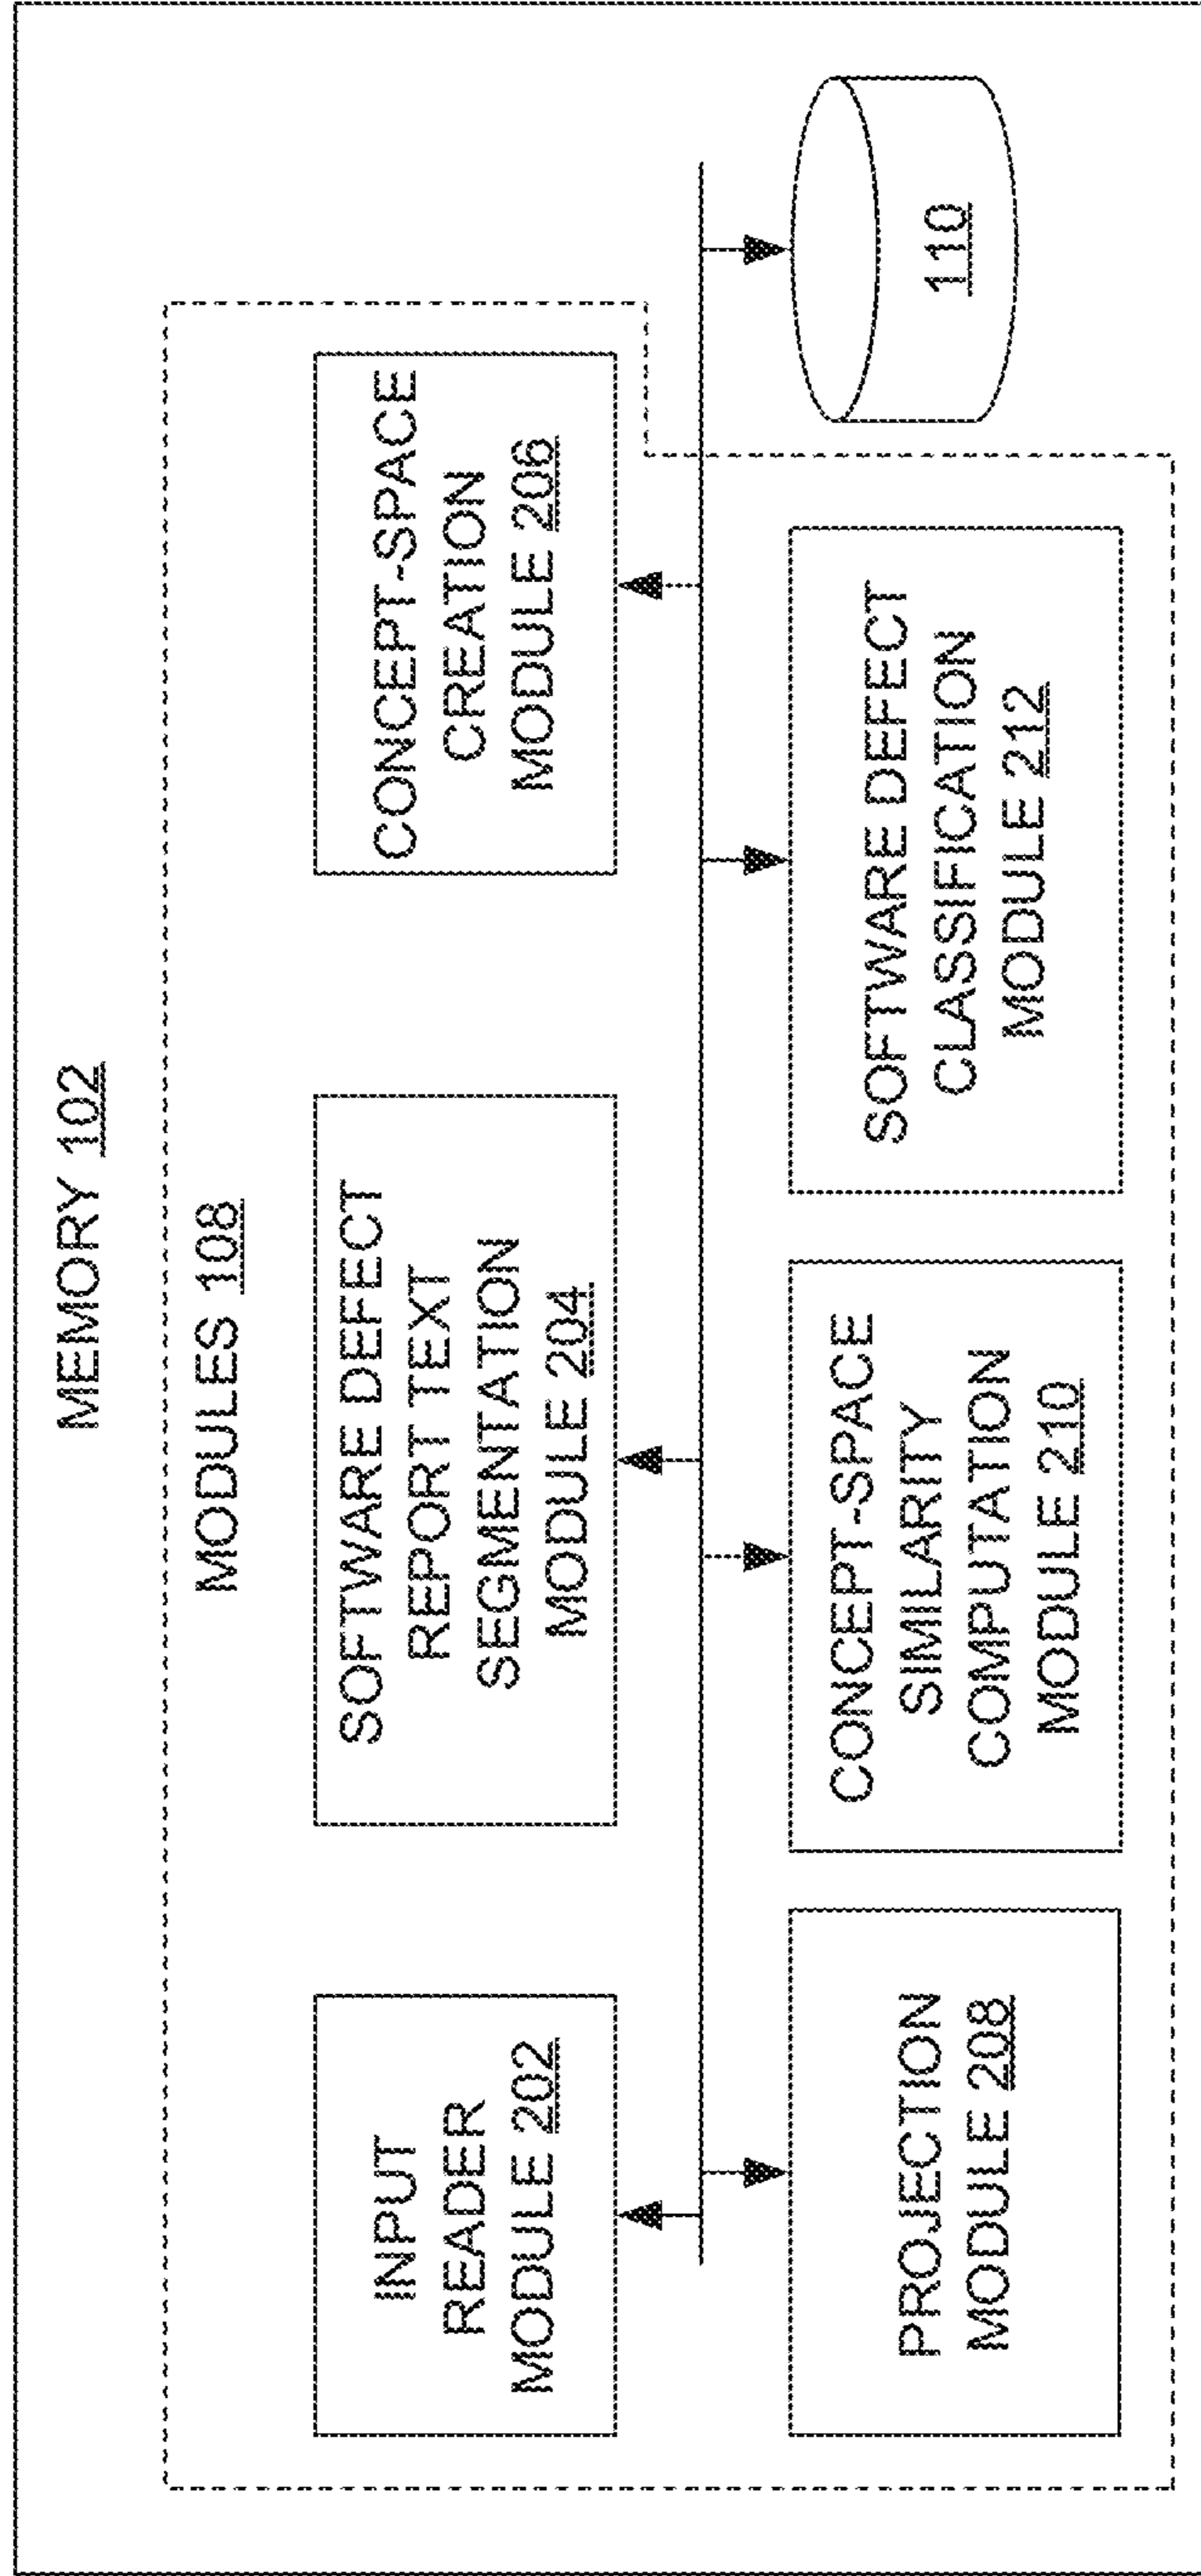 MEMORY 102
MODULES 108
INPUT
READER
MODULE 202
SOFTWARE DEFECT
REPORT TEXT
SEGMENTATION
MODULE 204
CONCEPT-SPACE
CREATION
MODULE 206
PROJECTION
MODULE 208
CONCEPT-SPACE
SIMILARITY
COMPUTATION
MODULE 210
SOFTWARE DEFECT
CLASSIFICATION
MODULE 212
110